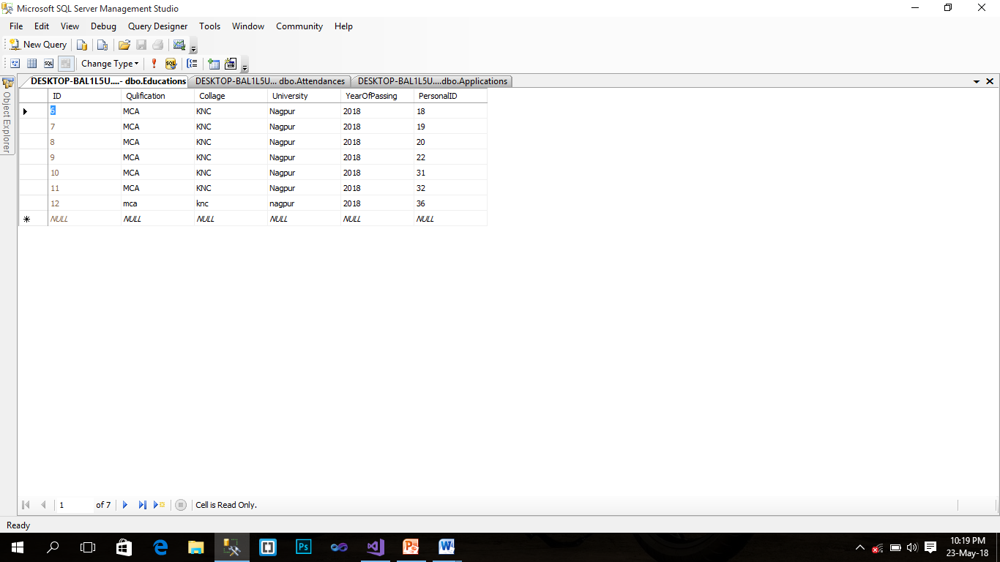 Microsoft SQL Server Management Studio
File Edit View Debug Query Designer Tools Window Community Help
New Query
SQL Change Type SQL
DESKTOP-BAL1L5U....- dbo.Educations DESKTOP-BAL1L5U... dbo.Attendances DESKTOP-BAL1L5U....dbo.Applications
Object Explorer
ID Qulification Collage University YearOfPassing PersonalID
6 MCA KNC Nagpur 2018 18
7 MCA KNC Nagpur 2018 19
8 MCA KNC Nagpur 2018 20
9 MCA KNC Nagpur 2018 22
10 MCA KNC Nagpur 2018 31
11 MCA KNC Nagpur 2018 32
12 mca knc nagpur 2018 36
NULL NULL NULL NULL NULL NULL
1 of 7 Cell is Read Only.
Ready
Ps
10:19 PM
23-May-18